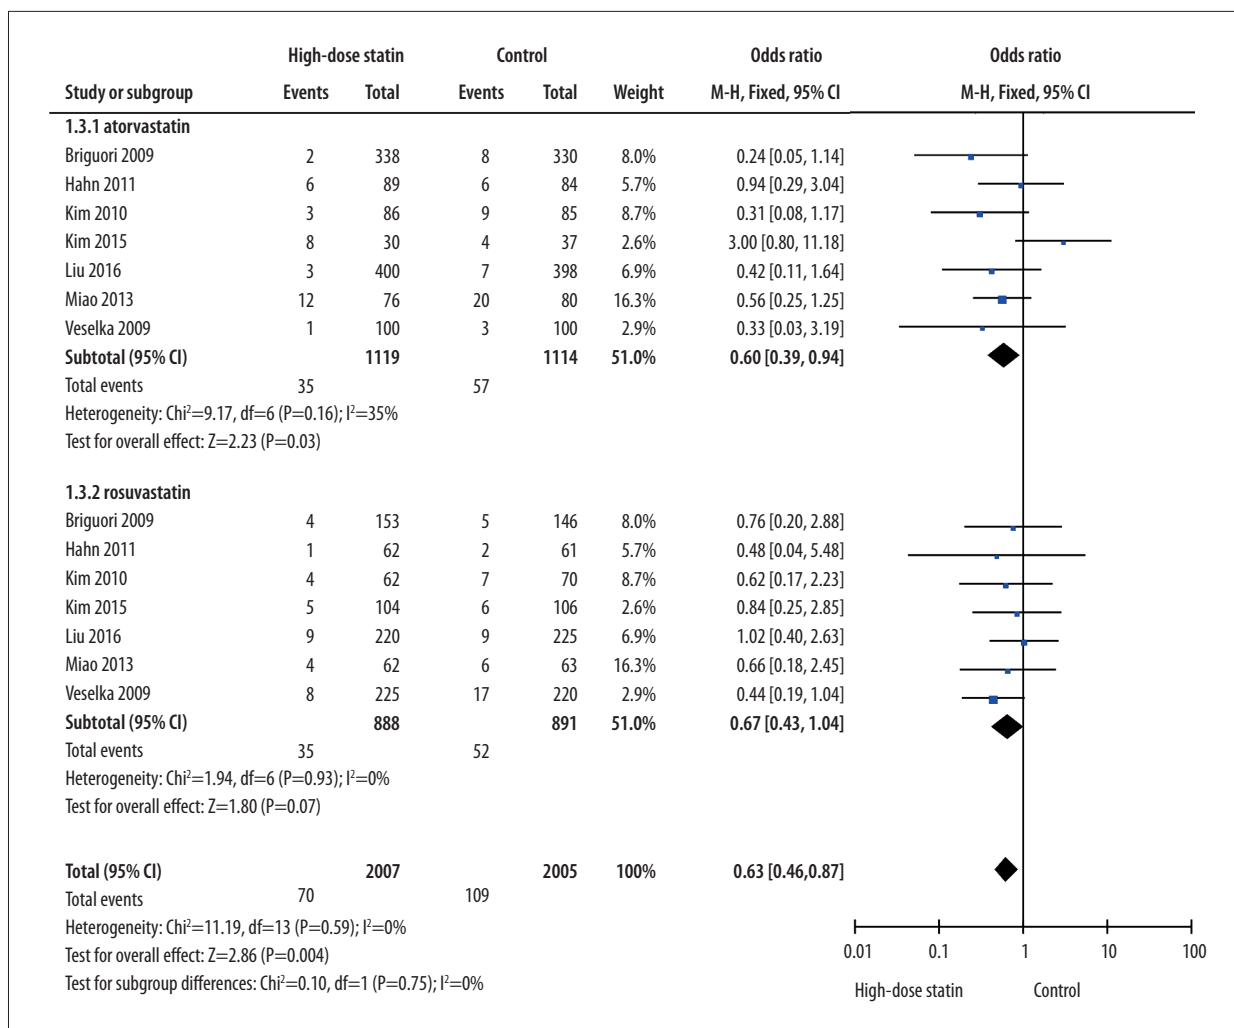 High-dose statin Control Odds ratio Odds ratio
Study or subgroup Events Total Events Total Weight M-H, Fixed, 95% CI M-H, Fixed, 95% CI
1.3.1 atorvastatin
Briguori 2009 2 338 8 330 8.0% 0.24 [0.05, 1.14]
Hahn 2011 6 89 6 84 5.7% 0.94 [0.29, 3.04]
Kim 2010 3 86 9 85 8.7% 0.31 [0.08, 1.17]
Kim 2015 8 30 4 37 2.6% 3.00 [0.80, 11.18]
Liu 2016 3 400 7 398 6.9% 0.42 [0.11, 1.64]
Miao 2013 12 76 20 80 16.3% 0.56 [0.25, 1.25]
Veselka 2009 1 100 3 100 2.9% 0.33 [0.03, 3.19]
Subtotal (95% CI) 1119 1114 51.0% 0.60 [0.39, 0.94]
Total events 35 57
Heterogeneity: Chi²=9.17, df=6 (P=0.16); I²=35%
Test for overall effect: Z=2.23 (P=0.03)
1.3.2 rosuvastatin
Briguori 2009 4 153 5 146 8.0% 0.76 [0.20, 2.88]
Hahn 2011 1 62 2 61 5.7% 0.48 [0.04, 5.48]
Kim 2010 4 62 7 70 8.7% 0.62 [0.17, 2.23]
Kim 2015 5 104 6 106 2.6% 0.84 [0.25, 2.85]
Liu 2016 9 220 9 225 6.9% 1.02 [0.40, 2.63]
Miao 2013 4 62 6 63 16.3% 0.66 [0.18, 2.45]
Veselka 2009 8 225 17 220 2.9% 0.44 [0.19, 1.04]
Subtotal (95% CI) 888 891 51.0% 0.67 [0.43, 1.04]
Total events 35 52
Heterogeneity: Chi²=1.94, df=6 (P=0.93); I²=0%
Test for overall effect: Z=1.80 (P=0.07)
Total (95% CI) 2007 2005 100% 0.63 [0.46,0.87]
Total events 70 109
Heterogeneity: Chi²=11.19, df=13 (P=0.59); I²=0%
Test for overall effect: Z=2.86 (P=0.004)
Test for subgroup differences: Chi²=0.10, df=1 (P=0.75); I²=0%
0.01 0.1 1 10 100
High-dose statin Control